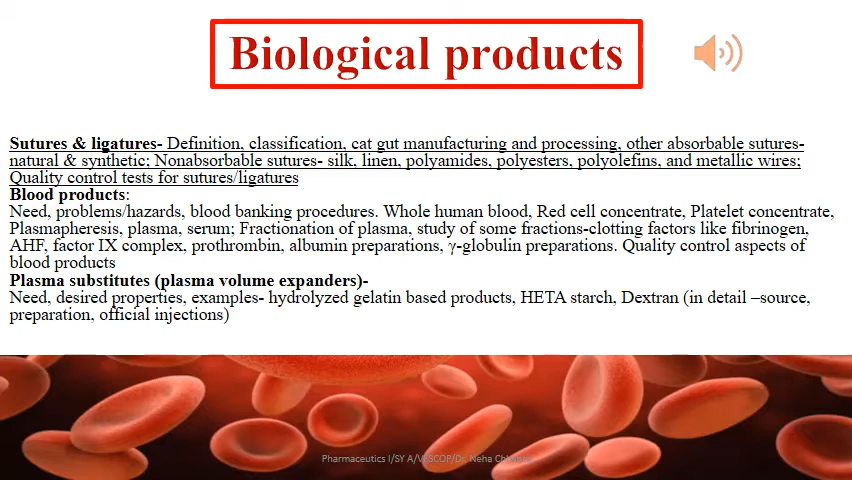 Biological products
Sutures & ligatures- Definition, classification, cat gut manufacturing and processing, other absorbable sutures-
natural & synthetic; Nonabsorbable sutures- silk, linen, polyamides, polyesters, polyolefins, and metallic wires;
Quality control tests for sutures/ligatures
Blood products:
Need, problems/hazards, blood banking procedures. Whole human blood, Red cell concentrate, Platelet concentrate,
Plasmapheresis, plasma, serum; Fractionation of plasma, study of some fractions-clotting factors like fibrinogen,
AHF, factor IX complex, prothrombin, albumin preparations, γ-globulin preparations. Quality control aspects of
blood products
Plasma substitutes (plasma volume expanders)-
Need, desired properties, examples- hydrolyzed gelatin based products, HETA starch, Dextran (in detail –source,
preparation, official injections)
Pharmaceutics I/SY A/ Neha